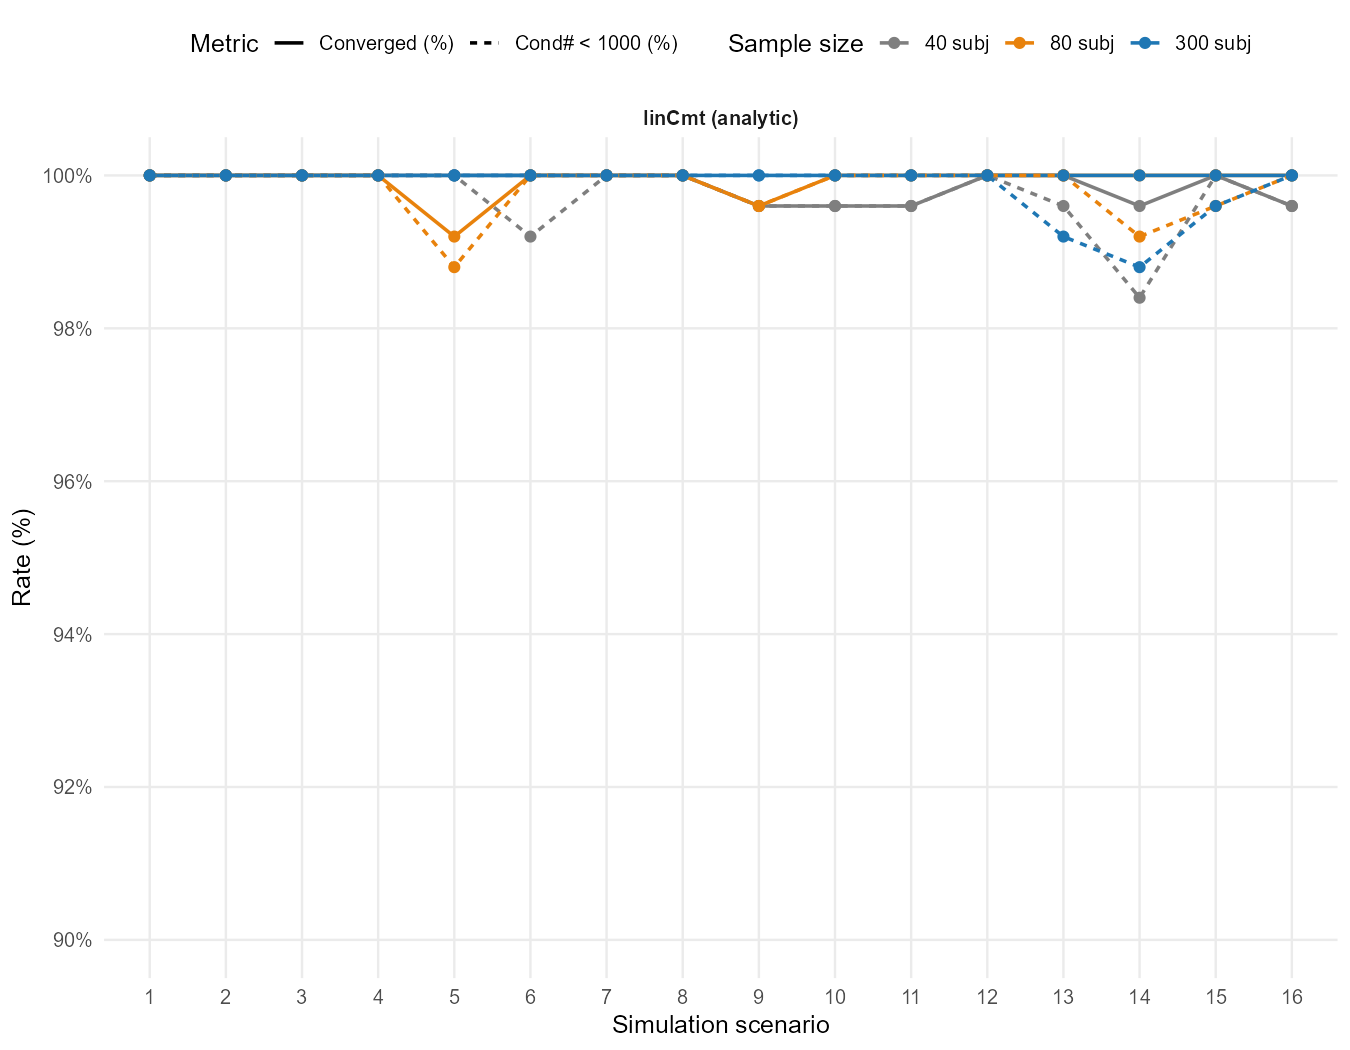 Metric Converged (%) Cond# < 1000 (%) Sample size 40 subj 80 subj 300 subj
linCmt (analytic)
100%
98%
96%
94%
92%
90%
Rate (%)
1 2 3 4 5 6 7 8 9 10 11 12 13 14 15 16
Simulation scenario